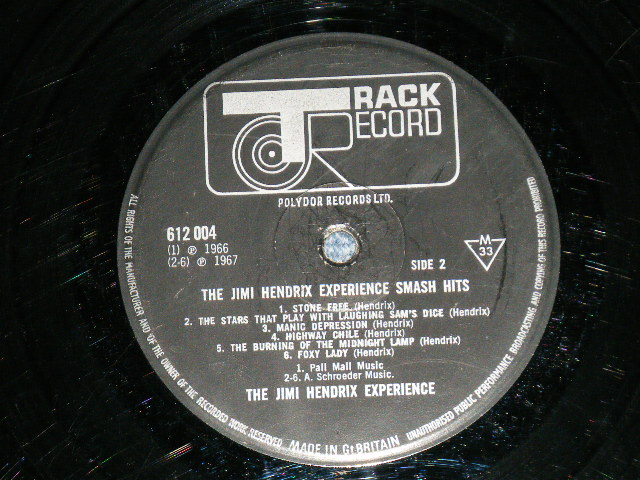 TRACK
RECORD
POLYDOR RECORDS LTD.
612 004
(1) ℗ 1966
(2-6) ℗ 1967
SIDE 2
M
33
THE JIMI HENDRIX EXPERIENCE SMASH HITS
1. STONE FREE (Hendrix)
2. THE STARS THAT PLAY WITH LAUGHING SAM'S DICE (Hendrix)
3. MANIC DEPRESSION (Hendrix)
4. HIGHWAY CHILE (Hendrix)
5. THE BURNING OF THE MIDNIGHT LAMP (Hendrix)
6. FOXY LADY (Hendrix)
1. Pall Mall Music
2-6. A. Schroeder Music.
THE JIMI HENDRIX EXPERIENCE
ALL RIGHTS OF THE MANUFACTURER AND OF THE OWNER OF THE RECORDED WORK RESERVED
MADE IN Gt. BRITAIN
UNAUTHORISED PUBLIC PERFORMANCE BROADCASTING AND COPYING OF THIS RECORD PROHIBITED